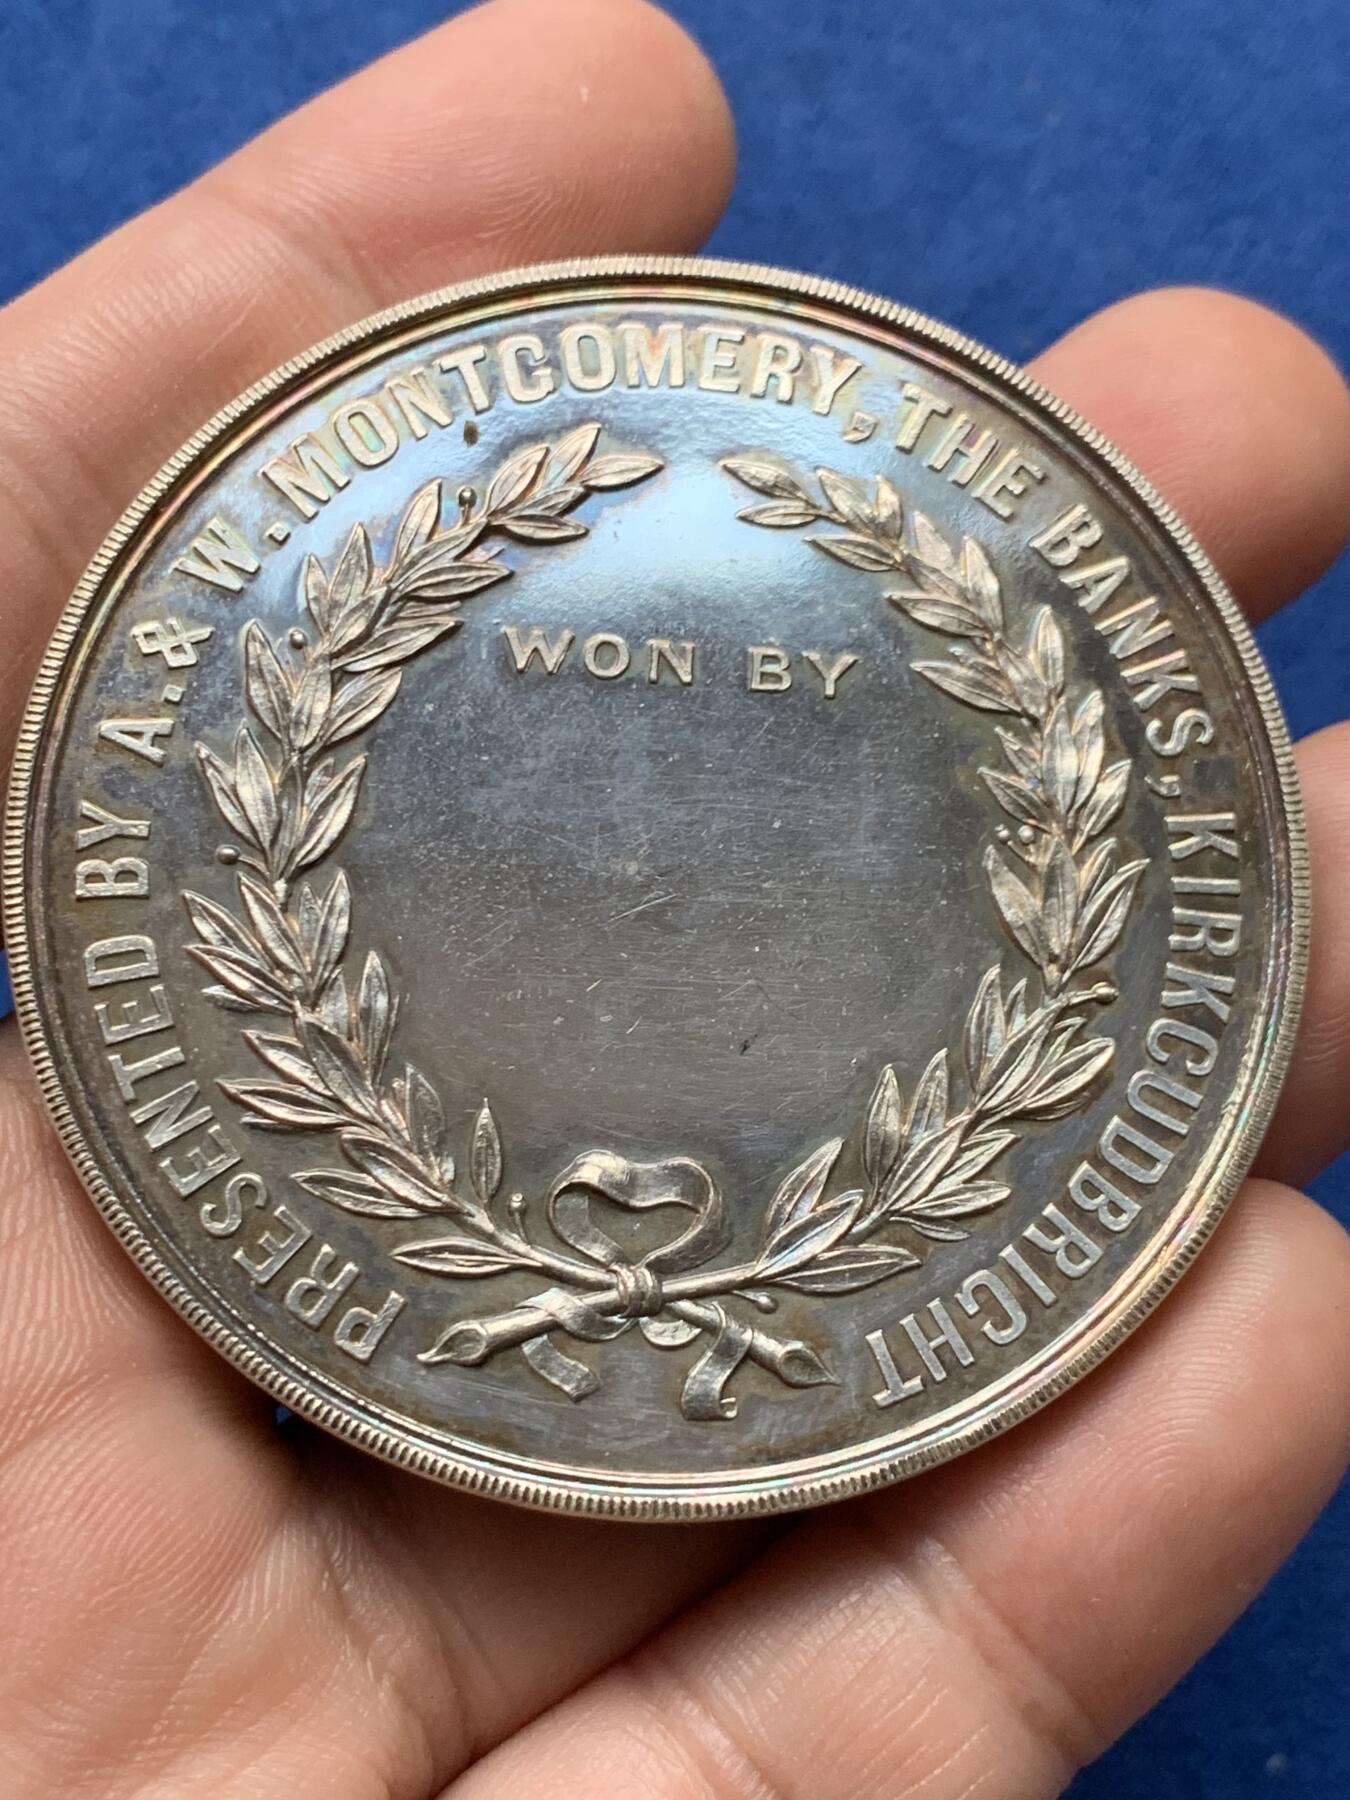 PRESENTED BY A. & W. MONTGOMERY, THE BANKS, KIRKCUDBRIGHT
WON BY